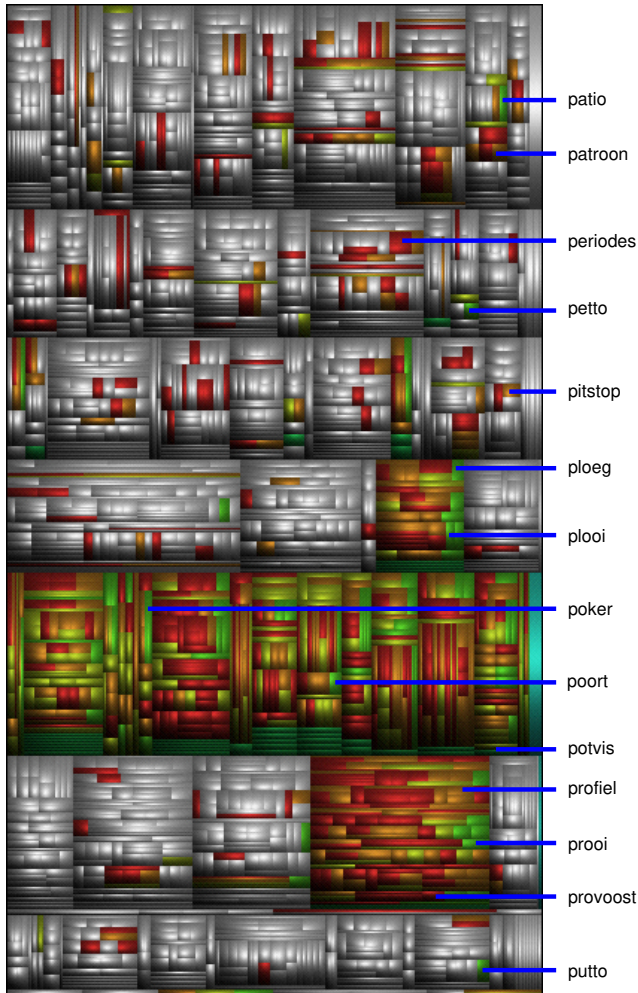 patio
patroon
periodes
petto
pitstop
ploeg
plooi
poker
poort
potvis
profiel
prooi
provoost
putto